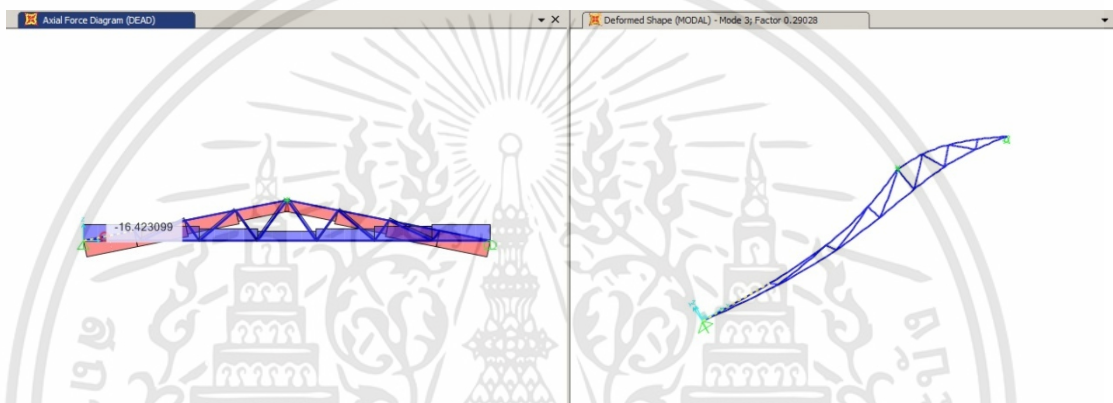 Axial Force Diagram (DEAD)
Deformed Shape (MODAL) - Mode 3; Factor 0.29028
-16.423099